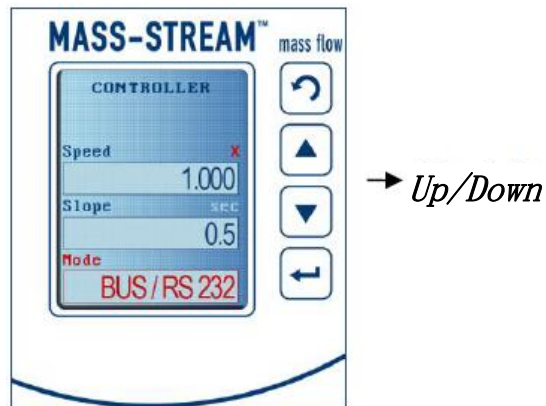 MASS-STREAM™ mass flow
CONTROLLER
Speed x
1.000
Slope sec
0.5
Mode
BUS / RS 232
Up/Down